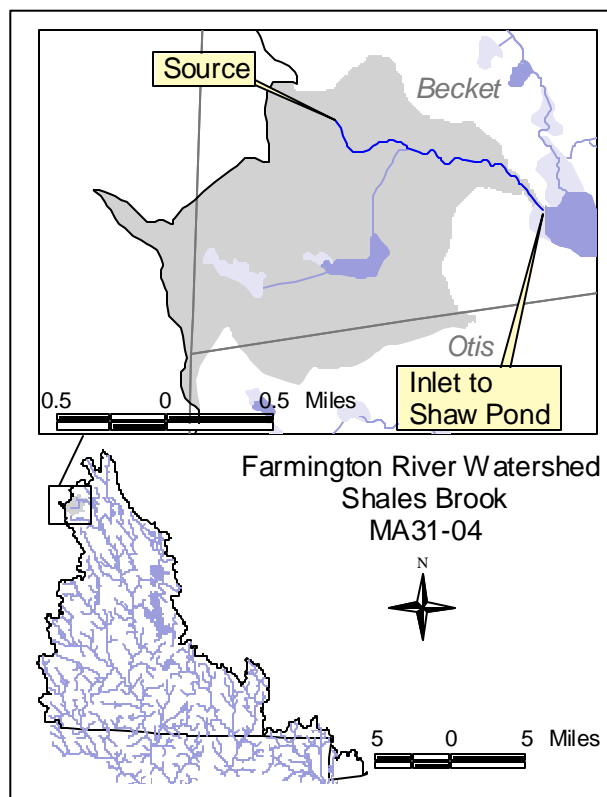 Source
Becket
Otis
Inlet to
Shaw Pond
0.5 0 0.5 Miles
Farmington River Watershed
Shales Brook
MA31-04
N
5 0 5 Miles